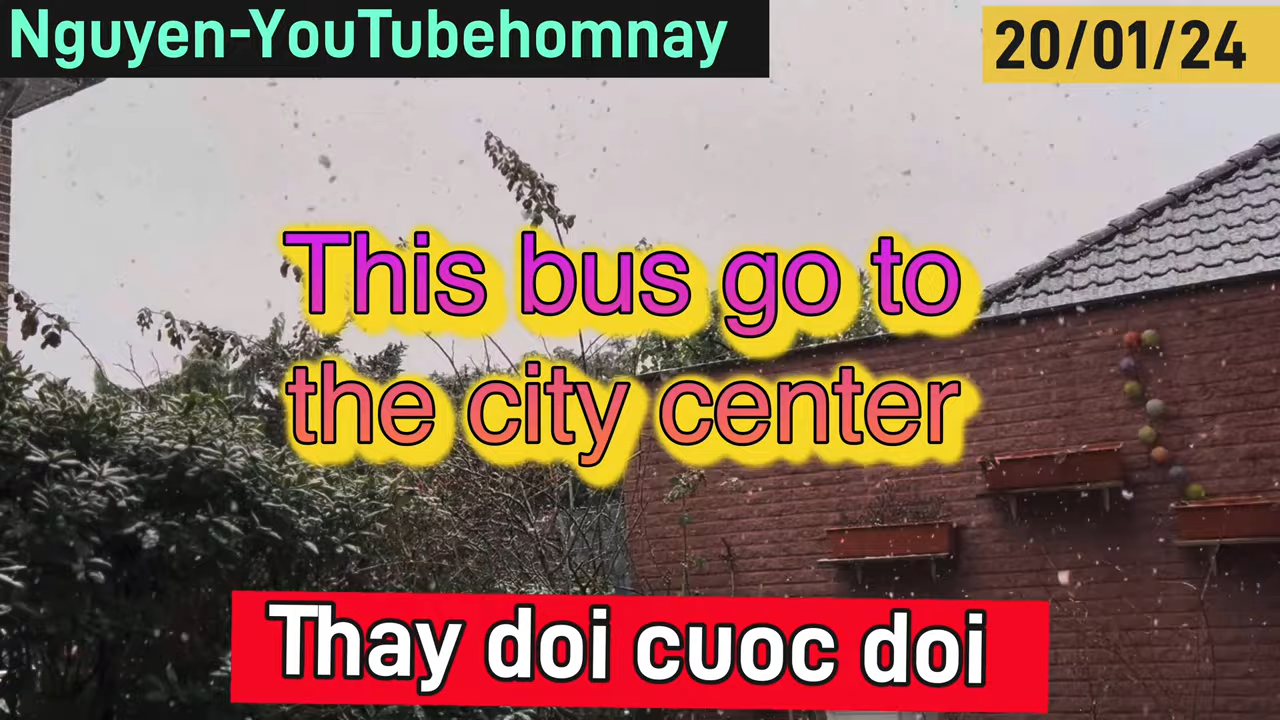 Nguyen-YouTubehomnay
20/01/24
This bus go to
the city center
Thay doi cuoc doi